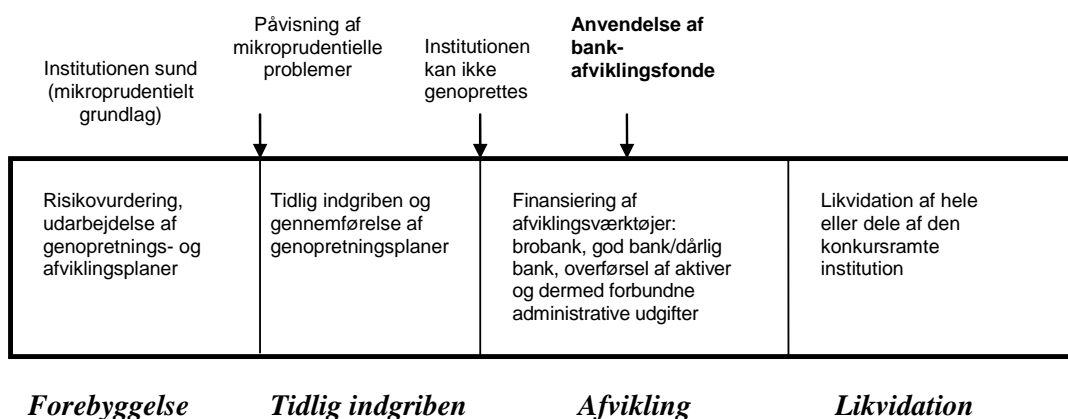 Institutionen sund
(mikroprudentielt
grundlag)
Påvisning af
mikroprudentielle
problemer
Institutionen
kan ikke
genoprettes
Anvendelse af
bank-
afviklingsfonde
Risikovurdering,
udarbejdelse af
genopretnings- og
afviklingsplaner
Tidlig indgriben og
gennemførelse af
genopretningsplaner
Finansiering af
afviklingsværktøjer:
brobank, god bank/dårlig
bank, overførsel af aktiver
og dermed forbundne
administrative udgifter
Likvidation af hele
eller dele af den
konkursramte
institution
Forebyggelse
Tidlig indgriben
Afvikling
Likvidation